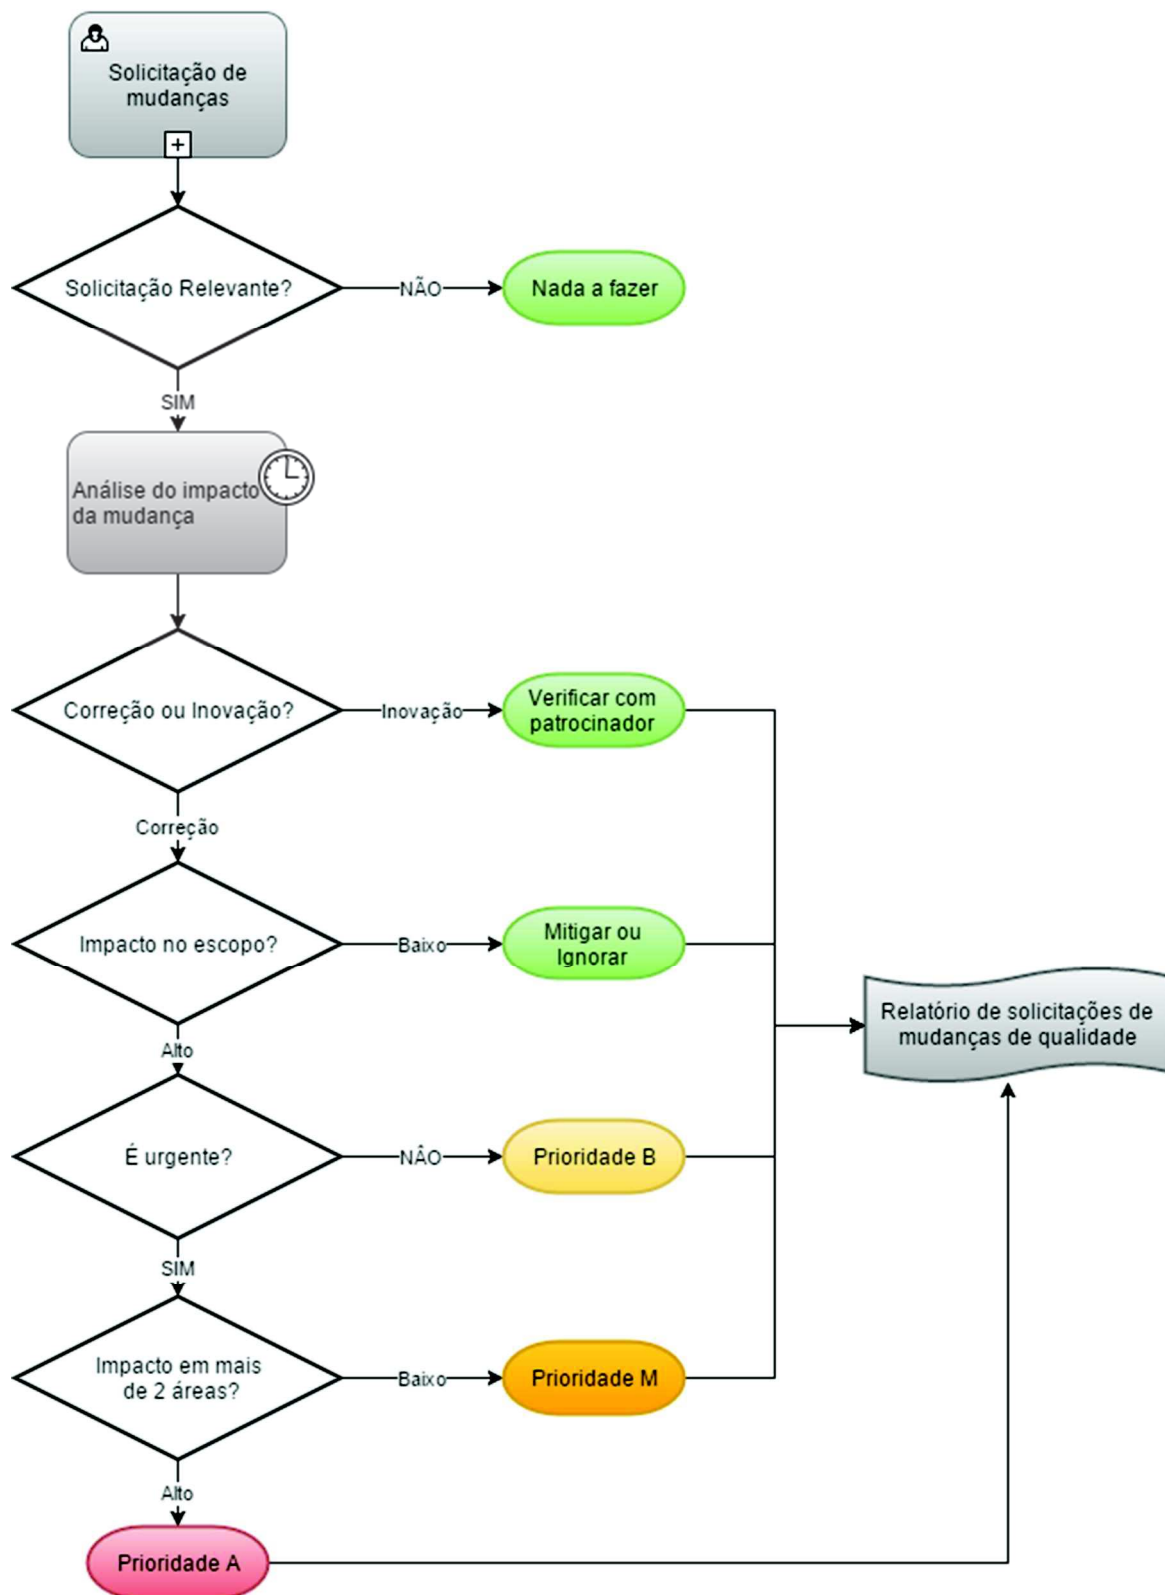 Solicitação de
mudanças
Solicitação Relevante?
NÃO
Nada a fazer
SIM
Análise do impacto
da mudança
Correção ou Inovação?
Inovação
Verificar com
patrocinador
Correção
Impacto no escopo?
Baixo
Mitigar ou
Ignorar
Relatório de solicitações de
mudanças de qualidade
Alto
É urgente?
NÂO
Prioridade B
SIM
Impacto em mais
de 2 áreas?
Baixo
Prioridade M
Alto
Prioridade A